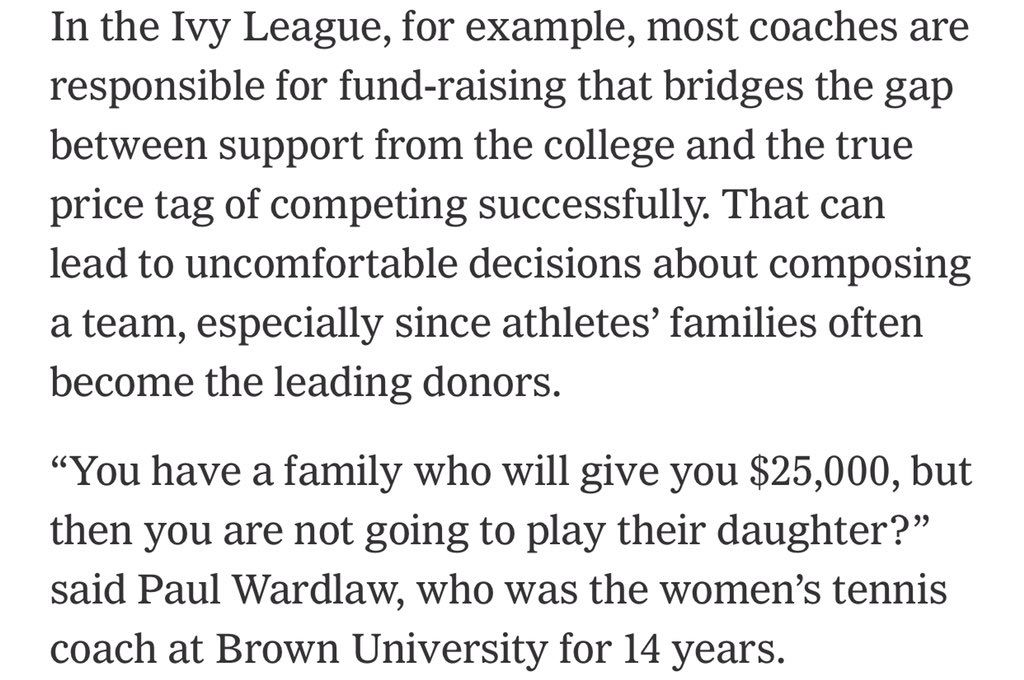 In the Ivy League, for example, most coaches are
responsible for fund-raising that bridges the gap
between support from the college and the true
price tag of competing successfully. That can
lead to uncomfortable decisions about composing
a team, especially since athletes’ families often
become the leading donors.
“You have a family who will give you $25,000, but
then you are not going to play their daughter?”
said Paul Wardlaw, who was the women’s tennis
coach at Brown University for 14 years.